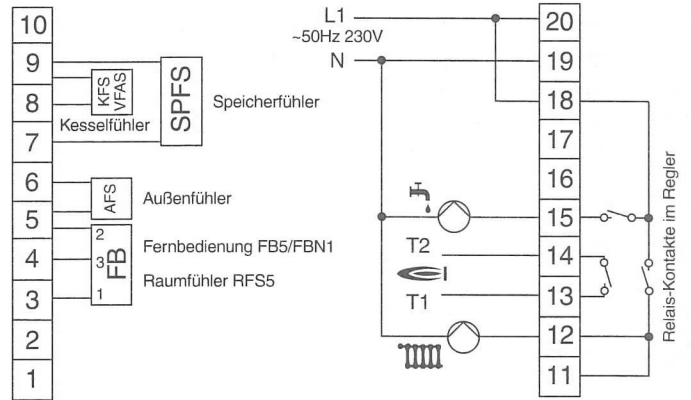 10
9
8
7
6
5
4
3
2
1
KFS
VFAS
SPFS
Speicherfühler
Kesselfühler
AFS
Außenfühler
2
3
1
FB
Fernbedienung FB5/FBN1
Raumfühler RFS5
L1
~50Hz 230V
N
T2
T1
20
19
18
17
16
15
14
13
12
11
Relais-Kontakte im Regler